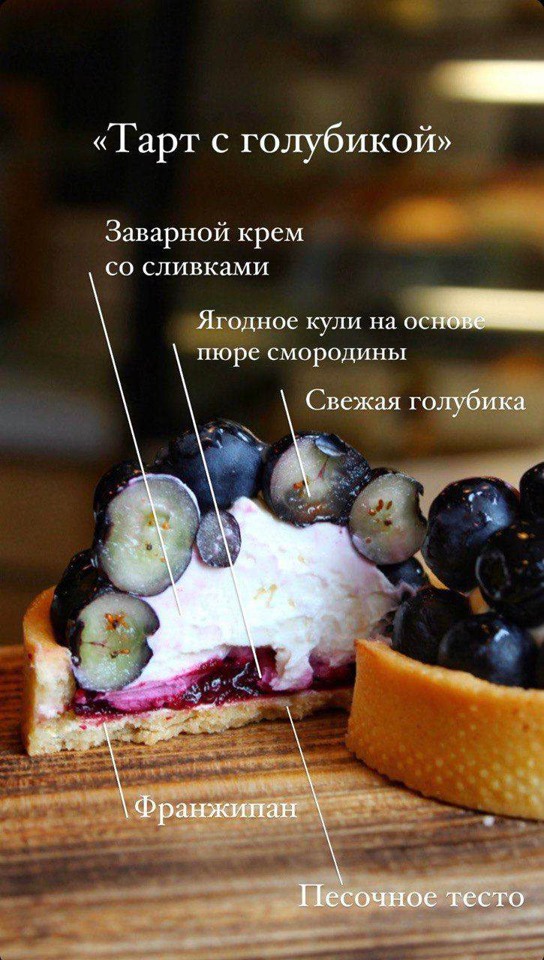 «Тарт с голубикой»
Заварной крем
со сливками
Ягодное кули на основе
пюре смородины
Свежая голубика
Франжипан
Песочное тесто